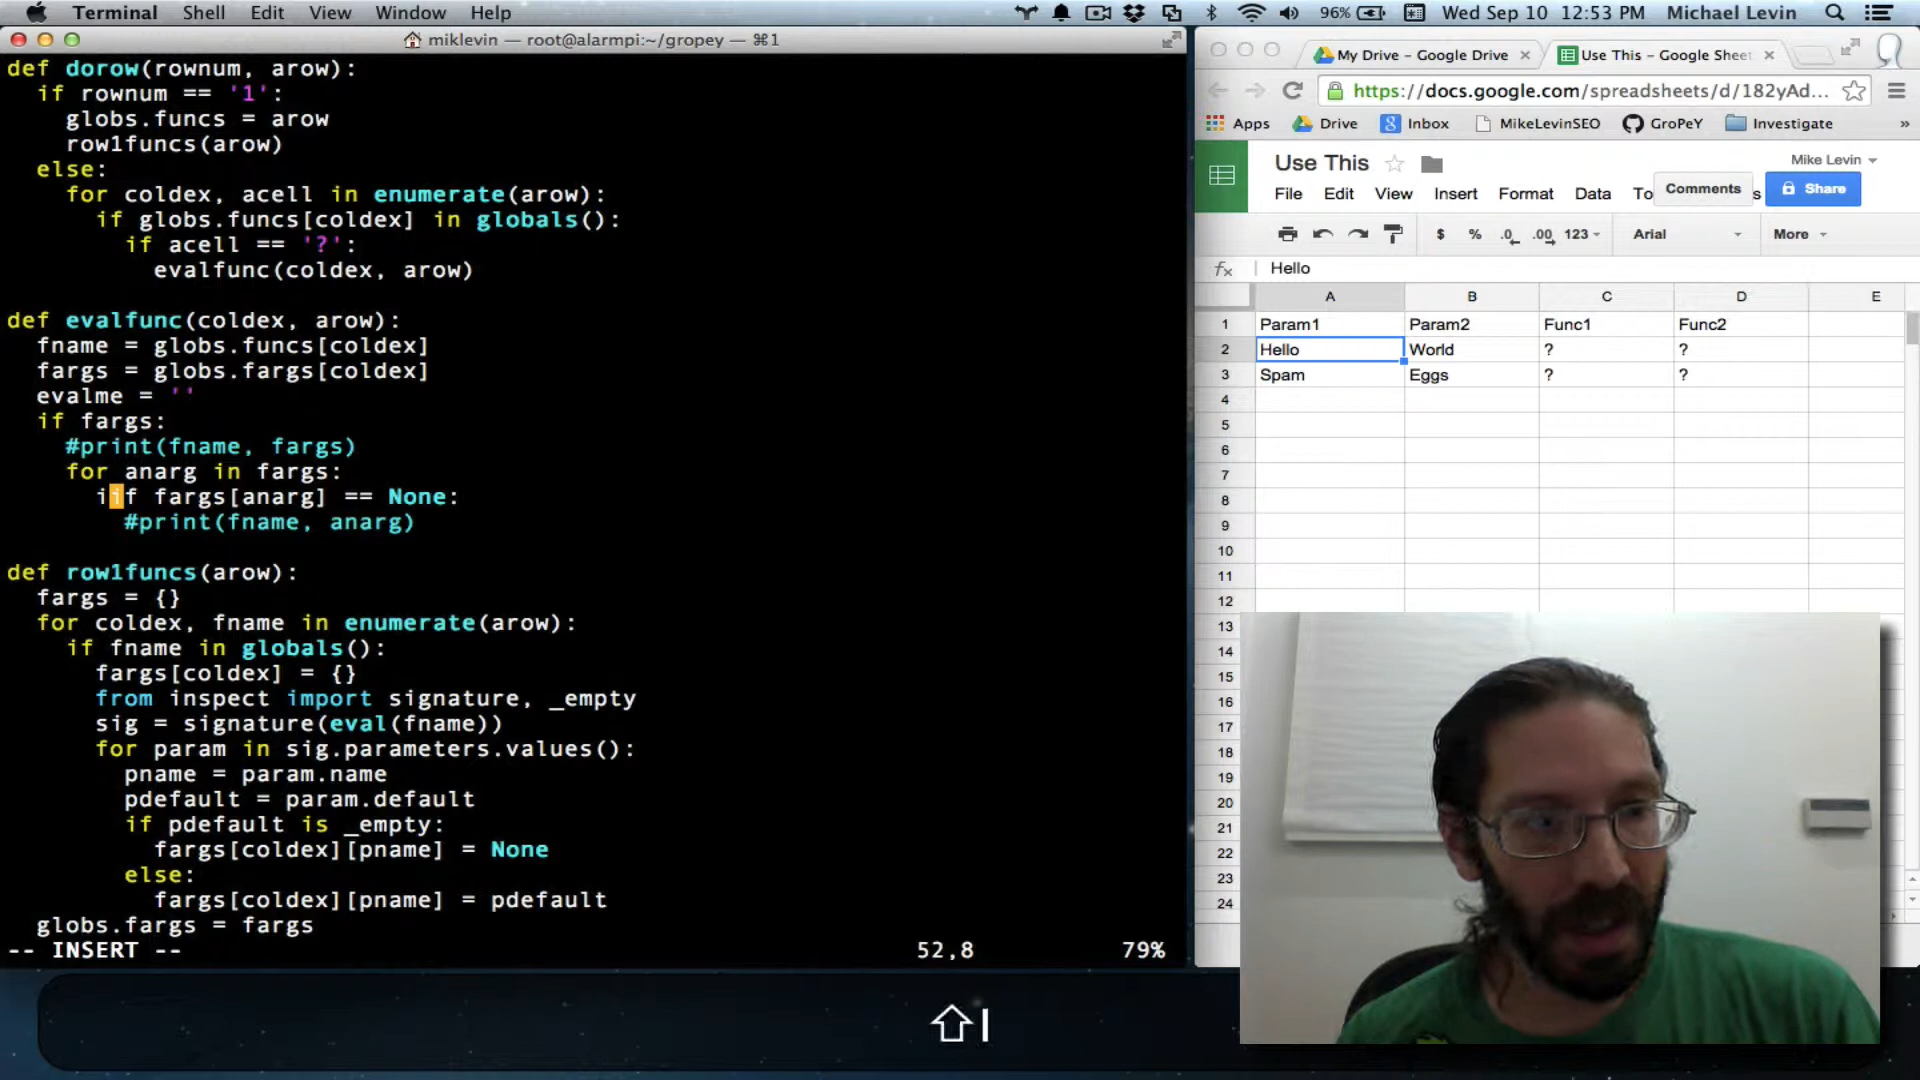 Terminal Shell Edit View Window Help 96% Wed Sep 10 12:53 PM Michael Levin
miklevin — root@alarmpi:~/gropey — ⌘1
def dorow(rownum, arow):
if rownum == '1':
globs.funcs = arow
row1funcs(arow)
else:
for coldex, acell in enumerate(arow):
if globs.funcs[coldex] in globals():
if acell == '?':
evalfunc(coldex, arow)
def evalfunc(coldex, arow):
fname = globs.funcs[coldex]
fargs = globs.fargs[coldex]
evalme = ''
if fargs:
#print(fname, fargs)
for anarg in fargs:
iif fargs[anarg] == None:
#print(fname, anarg)
def row1funcs(arow):
fargs = {}
for coldex, fname in enumerate(arow):
if fname in globals():
fargs[coldex] = {}
from inspect import signature, _empty
sig = signature(eval(fname))
for param in sig.parameters.values():
pname = param.name
pdefault = param.default
if pdefault is _empty:
fargs[coldex][pname] = None
else:
fargs[coldex][pname] = pdefault
globs.fargs = fargs
-- INSERT -- 52,8 79%
⇧I
My Drive – Google Drive × Use This – Google Sheet ×
https://docs.google.com/spreadsheets/d/182yAd...
Apps Drive Inbox MikeLevinSEO GroPeY Investigate »
Use This Mike Levin
File Edit View Insert Format Data To s Comments Share
$ % .0 .00 123 Arial More
fx Hello
A B C D E
1 Param1 Param2 Func1 Func2
2 Hello World ? ?
3 Spam Eggs ? ?
4
5
6
7
8
9
10
11
12
13
14
15
16
17
18
19
20
21
22
23
24